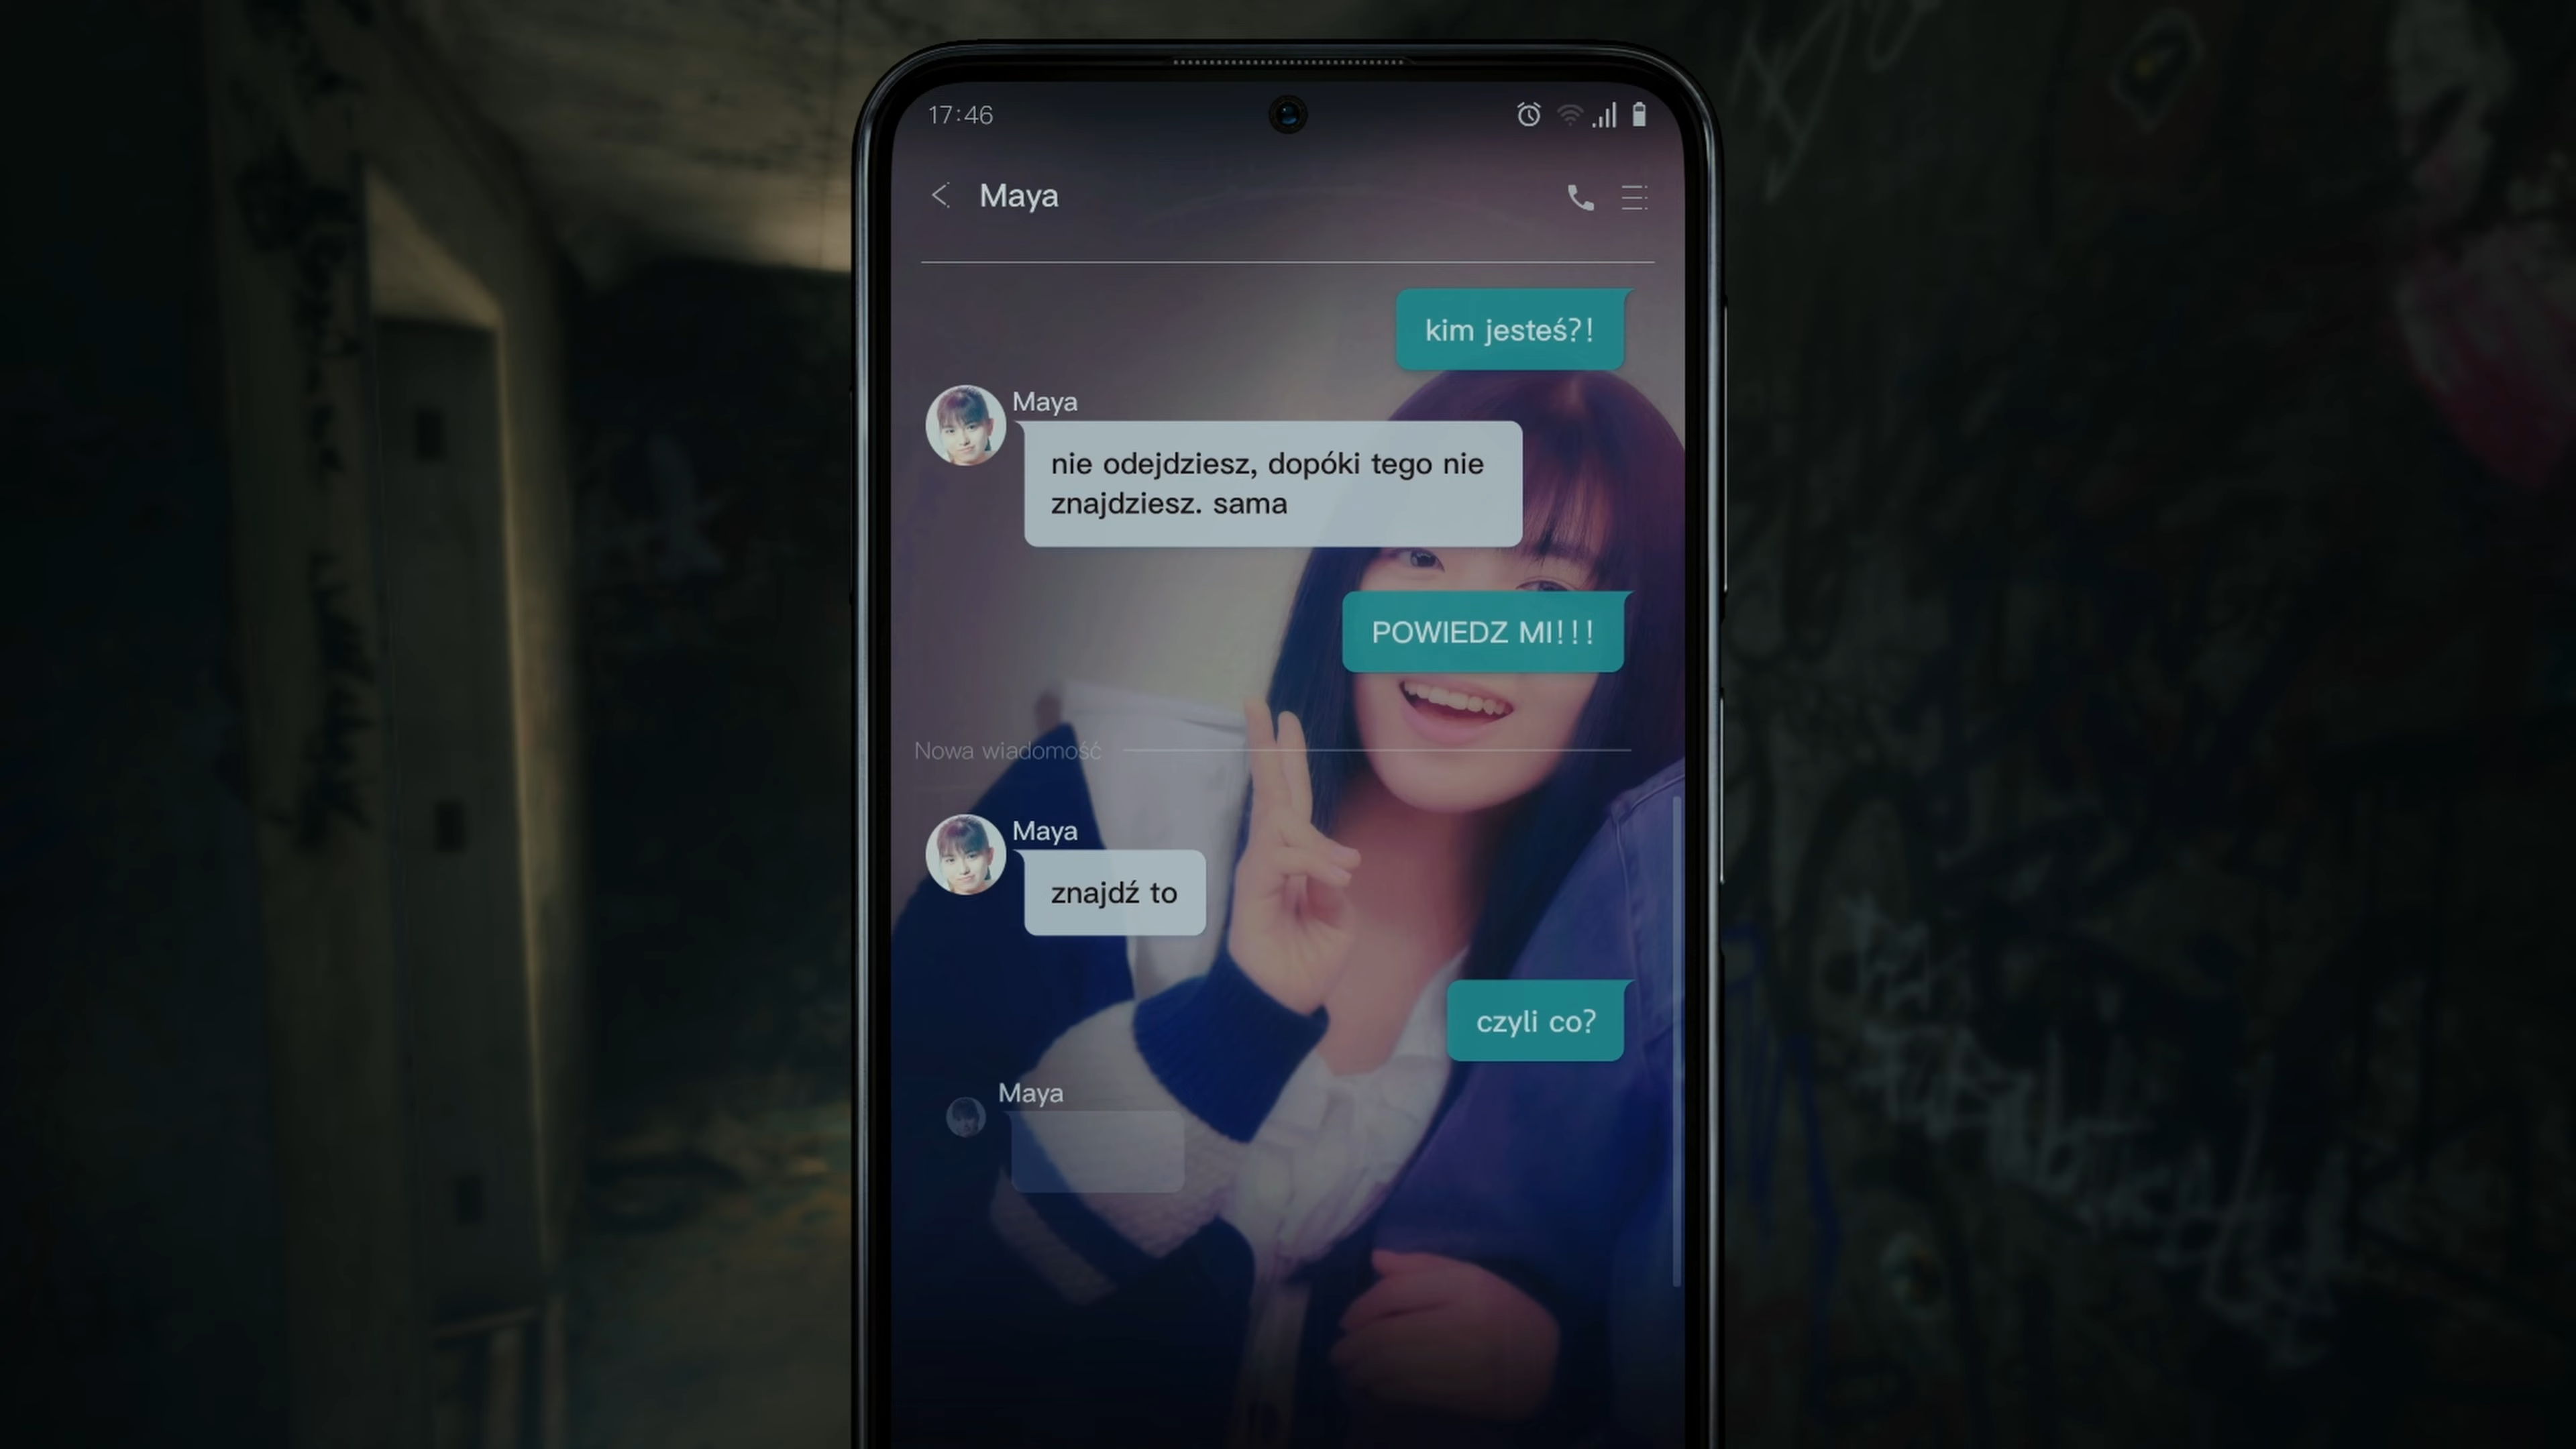 17:46
Maya
kim jesteś?!
Maya
nie odejdziesz, dopóki tego nie
znajdziesz. sama
POWIEDZ MI!!!
Nowa wiadomość
Maya
znajdź to
czyli co?
Maya